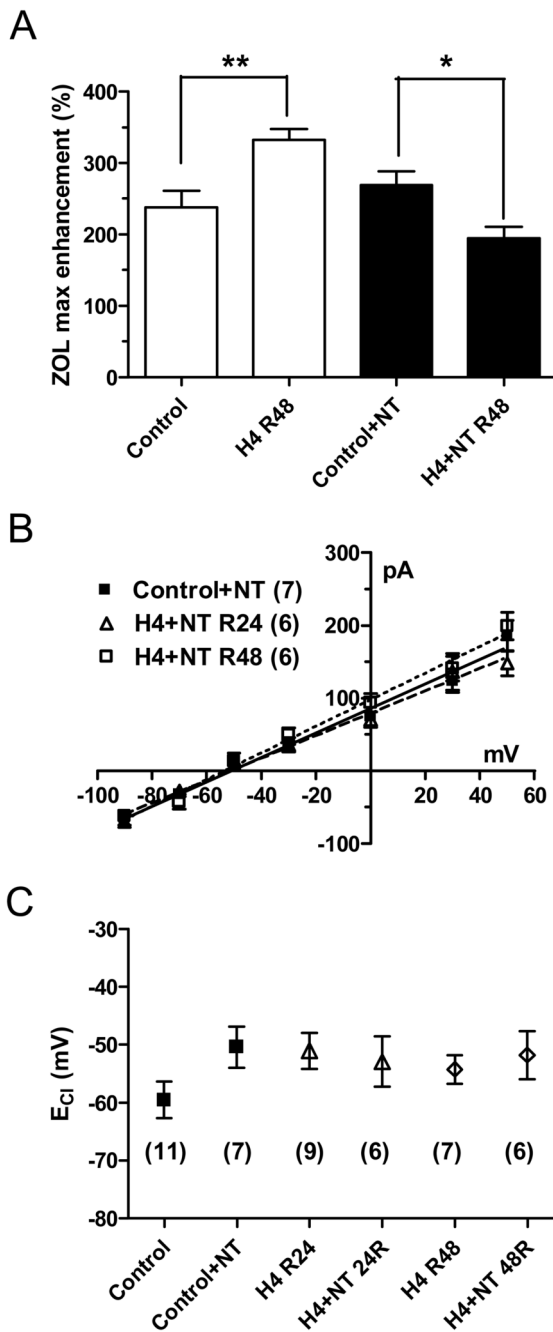 A
ZOL max enhancement (%)
** *
400
300
200
100
0
Control H4 R48 Control+NT H4+NT R48
B
300 pA
Control+NT (7)
H4+NT R24 (6)
H4+NT R48 (6)
200
100
mV
-100 -80 -60 -40 -20 20 40 60
-100
C
ECl (mV)
-30
-40
-50
-60
-70
-80
(11) (7) (9) (6) (7) (6)
Control Control+NT H4 R24 H4+NT 24R H4 R48 H4+NT 48R